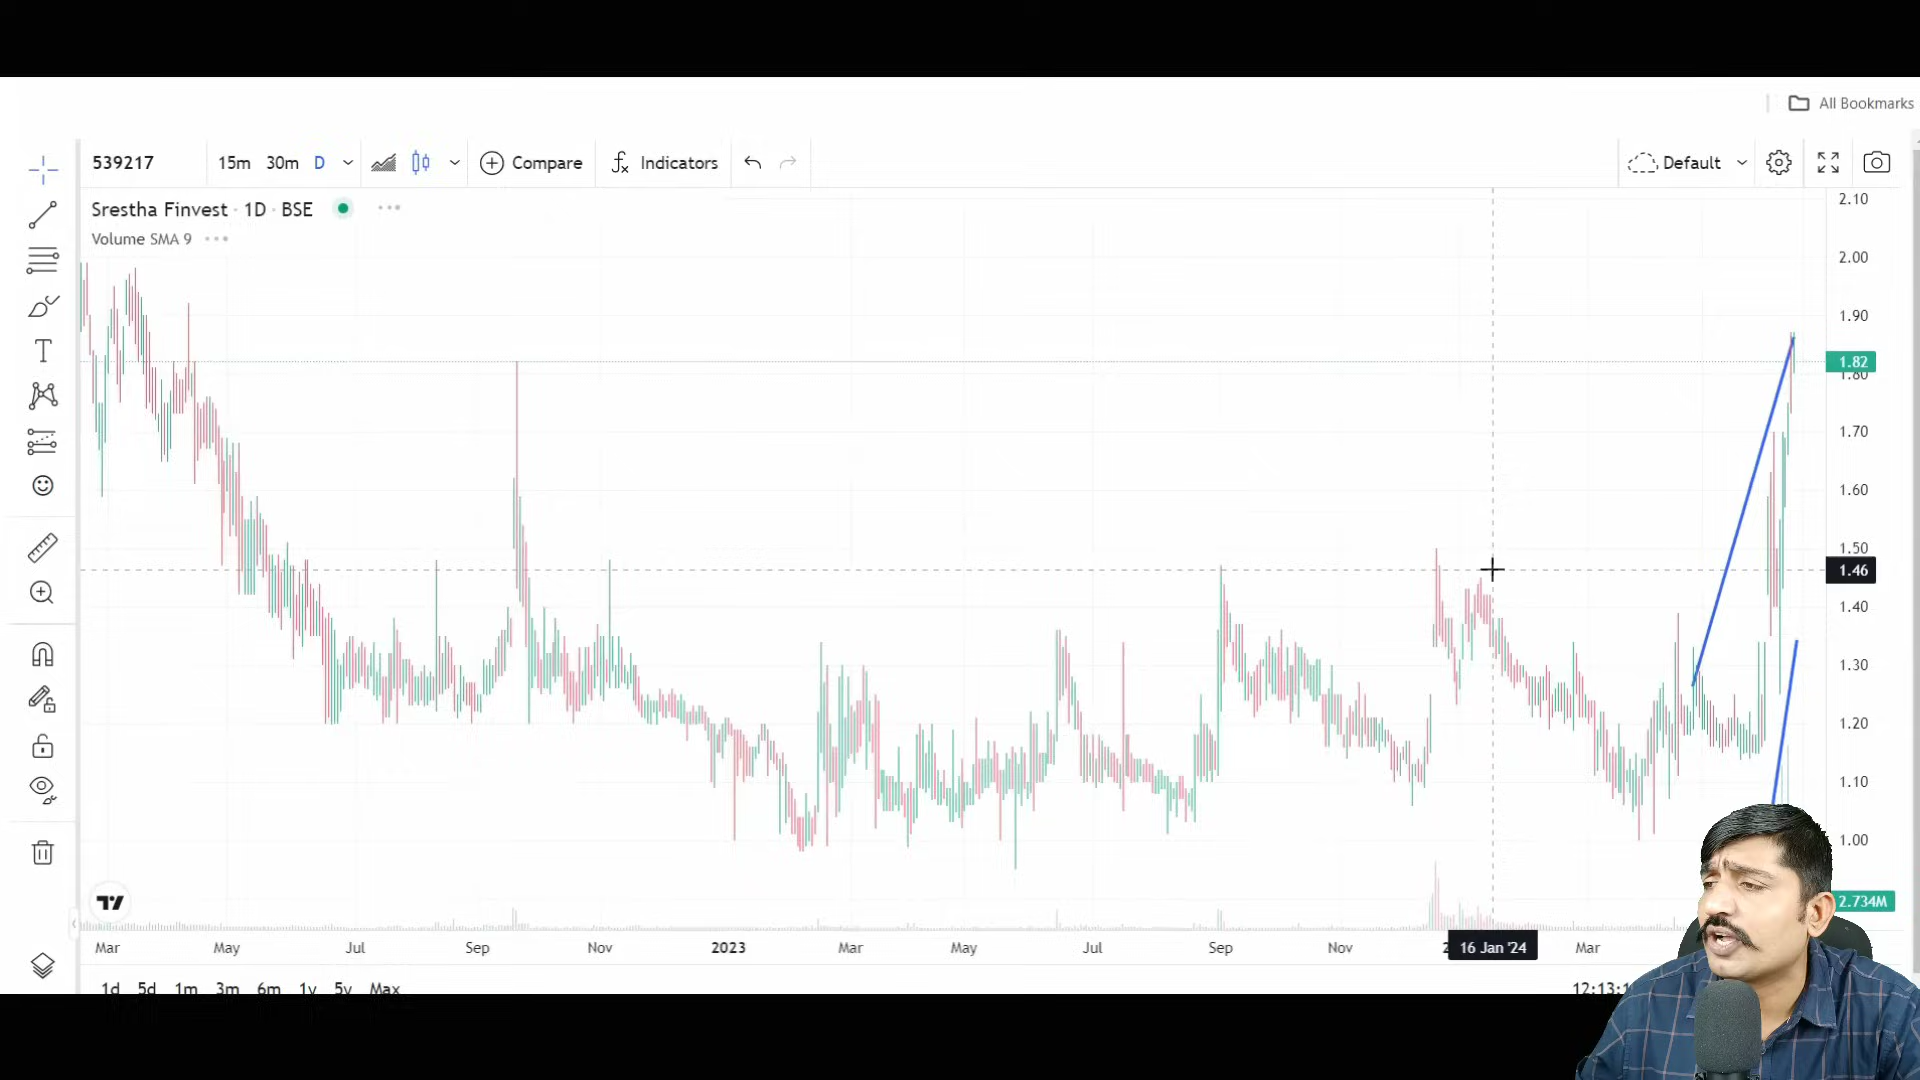 All Bookmarks
539217 15m 30m D Compare Indicators Default
Srestha Finvest · 1D · BSE
Volume SMA 9
2.10
2.00
1.90
1.82
1.80
1.70
1.60
1.50
1.46
1.40
1.30
1.20
1.10
1.00
2.734M
Mar May Jul Sep Nov 2023 Mar May Jul Sep Nov 16 Jan '24 Mar
1d 5d 1m 3m 6m 1y 5y Max